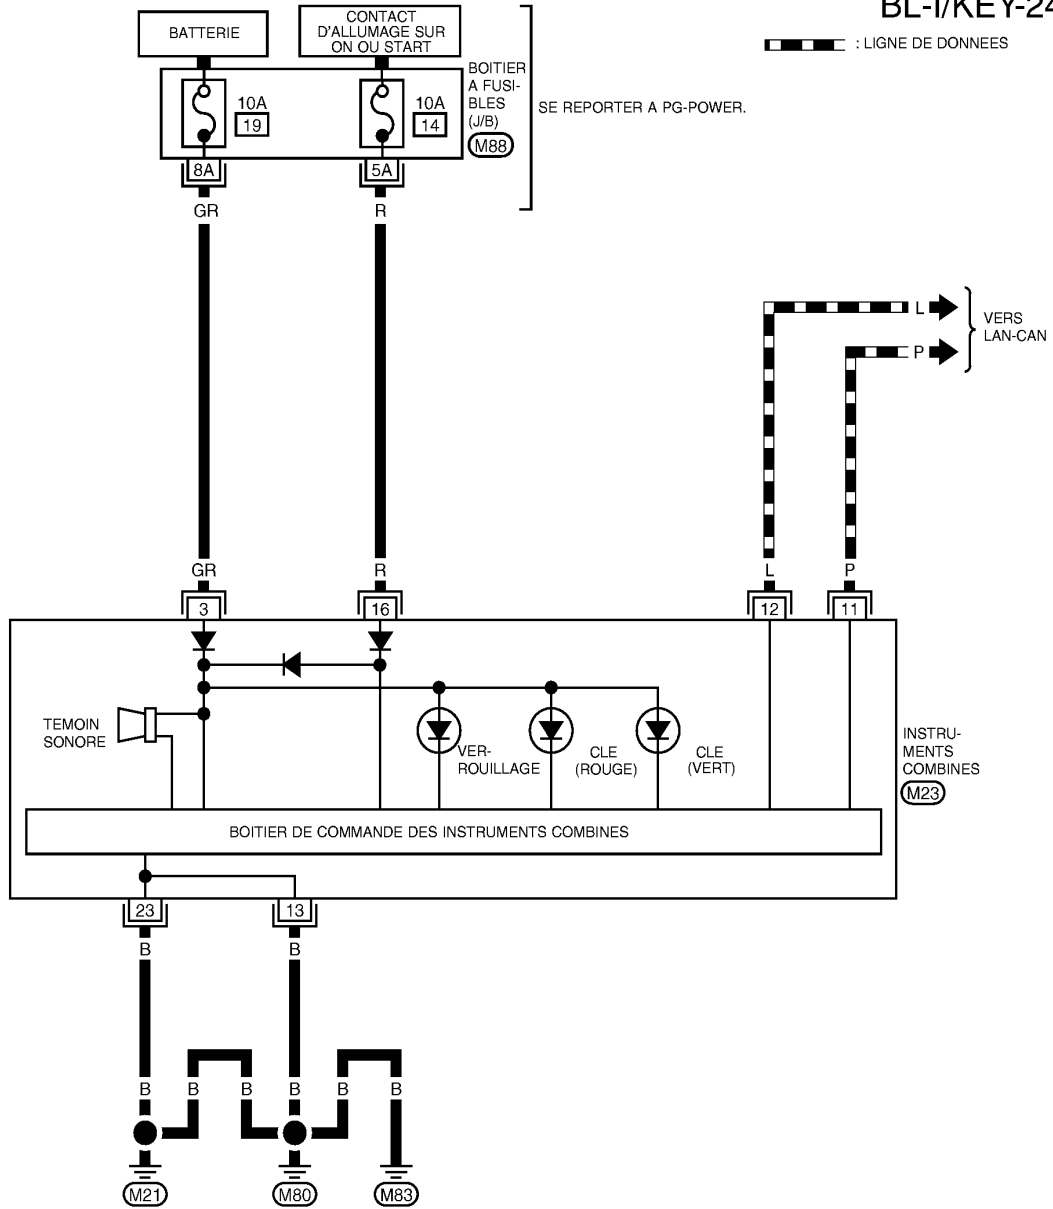 BL-I/KEY-24
: LIGNE DE DONNEES
BATTERIE
CONTACT
D'ALLUMAGE SUR
ON OU START
BOITIER
A FUSI-
BLES
(J/B)
M88
10A
19
10A
14
SE REPORTER A PG-POWER.
8A
5A
GR
R
L
P
VERS
LAN-CAN
GR
R
L
P
3
16
12
11
TEMOIN
SONORE
VER-
ROUILLAGE
CLE
(ROUGE)
CLE
(VERT)
INSTRU-
MENTS
COMBINES
M23
BOITIER DE COMMANDE DES INSTRUMENTS COMBINES
23
13
B
B
B
B
B
B
B
B
M21
M80
M83